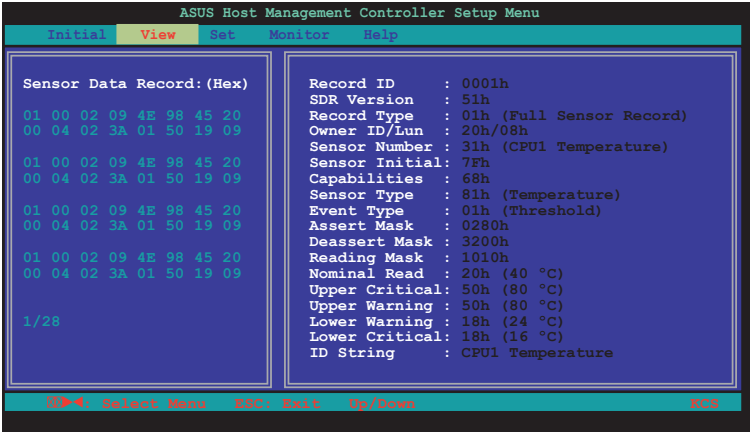 ASUS Host Management Controller Setup Menu
Initial View Set Monitor Help
Sensor Data Record:(Hex)
01 00 02 09 4E 98 45 20
00 04 02 3A 01 50 19 09
01 00 02 09 4E 98 45 20
00 04 02 3A 01 50 19 09
01 00 02 09 4E 98 45 20
00 04 02 3A 01 50 19 09
01 00 02 09 4E 98 45 20
00 04 02 3A 01 50 19 09
1/28
Record ID : 0001h
SDR Version : 51h
Record Type : 01h (Full Sensor Record)
Owner ID/Lun : 20h/08h
Sensor Number : 31h (CPU1 Temperature)
Sensor Initial: 7Fh
Capabilities : 68h
Sensor Type : 81h (Temperature)
Event Type : 01h (Threshold)
Assert Mask : 0280h
Deassert Mask : 3200h
Reading Mask : 1010h
Nominal Read : 20h (40 °C)
Upper Critical: 50h (80 °C)
Upper Warning : 50h (80 °C)
Lower Warning : 18h (24 °C)
Lower Critical: 18h (16 °C)
ID String : CPU1 Temperature
: Select Menu ESC: Exit Up/Down KCS